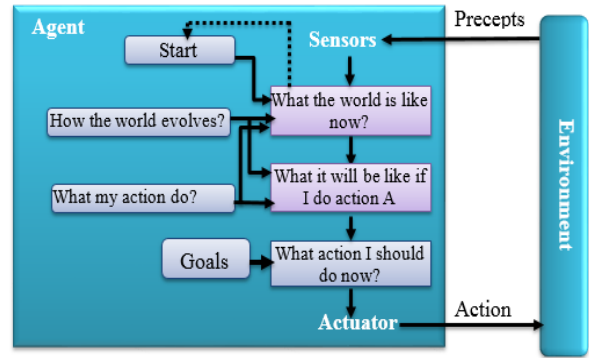 Agent
Precepts
Start
Sensors
What the world is like
now?
How the world evolves?
What it will be like if
I do action A
What my action do?
Environment
Goals
What action I should
do now?
Actuator
Action